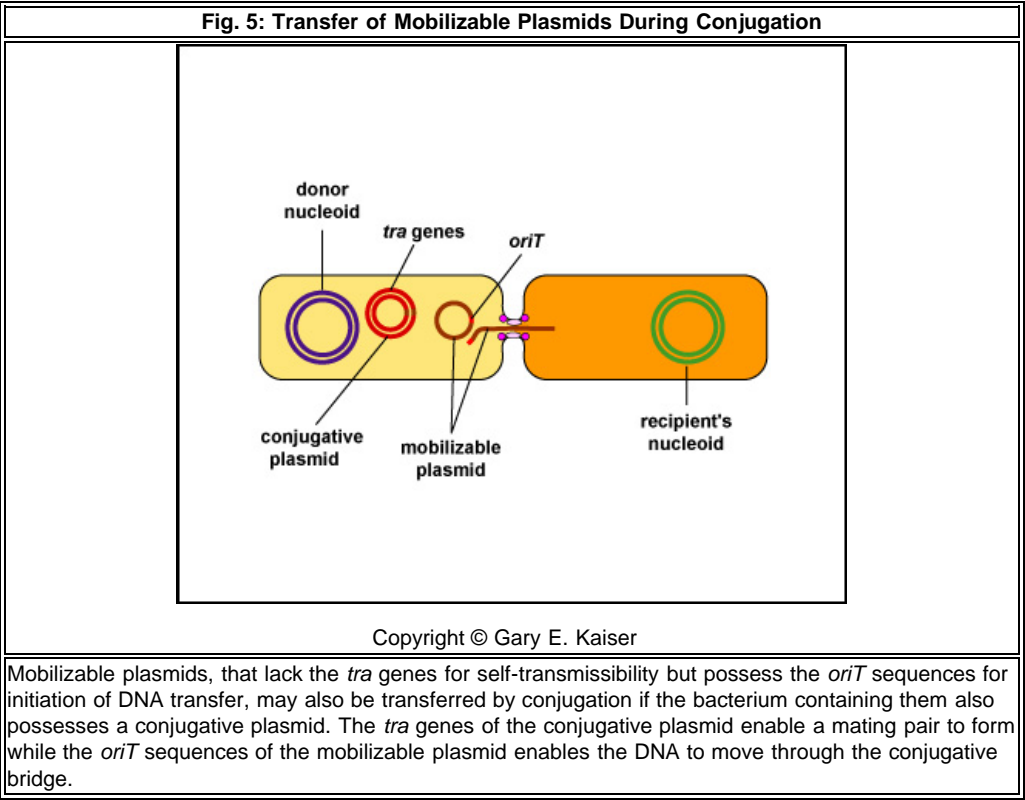 Fig. 5: Transfer of Mobilizable Plasmids During Conjugation
donor
nucleoid
tra genes
oriT
conjugative
plasmid
mobilizable
plasmid
recipient's
nucleoid
Copyright © Gary E. Kaiser
Mobilizable plasmids, that lack the tra genes for self-transmissibility but possess the oriT sequences for
initiation of DNA transfer, may also be transferred by conjugation if the bacterium containing them also
possesses a conjugative plasmid. The tra genes of the conjugative plasmid enable a mating pair to form
while the oriT sequences of the mobilizable plasmid enables the DNA to move through the conjugative
bridge.